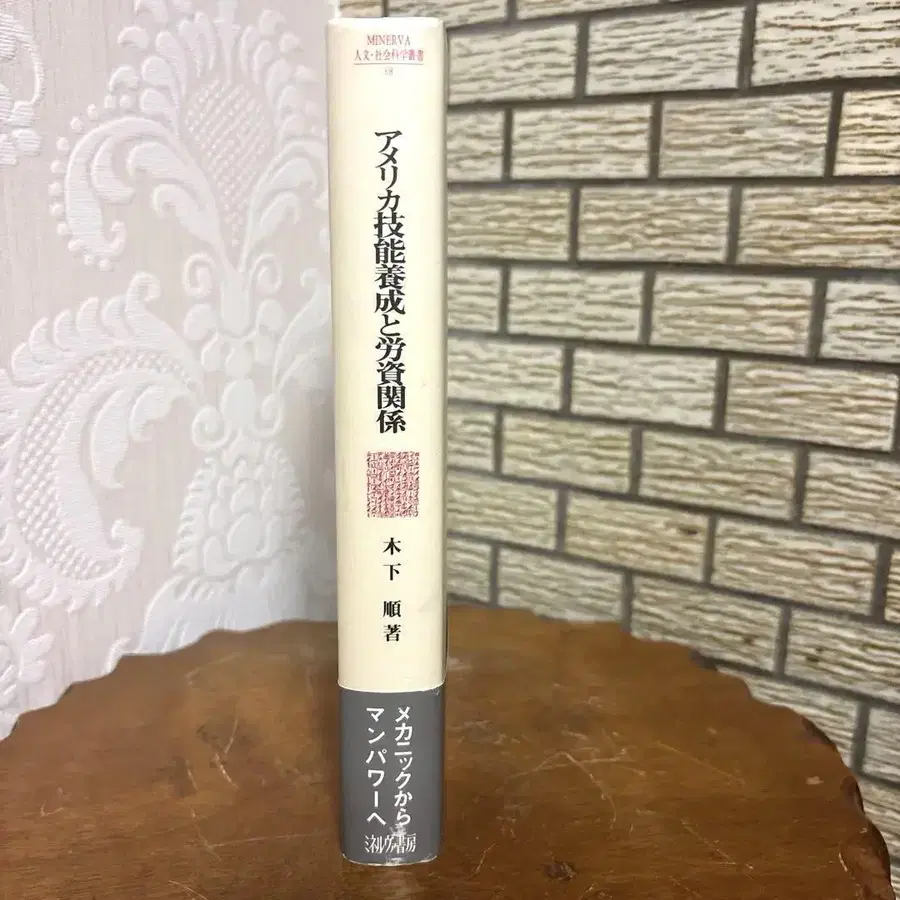 MINERVA
人文・社会科学叢書
18
アメリカ技能養成と労資関係
木下 順著
メカニックから
マンパワーへ
ミネルヴァ書房